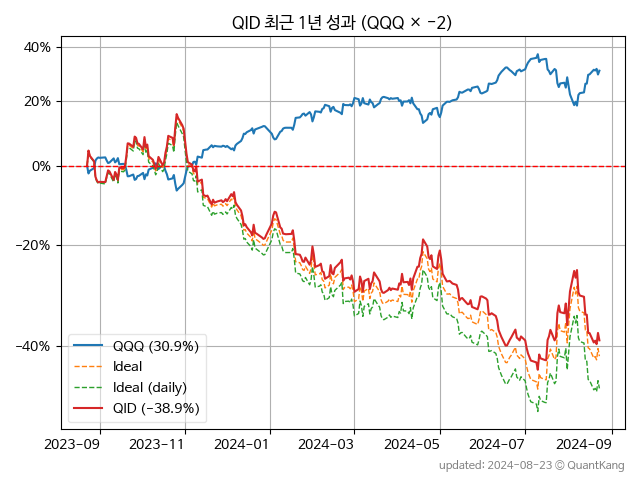 QID 최근 1년 성과 (QQQ × −2)
40%
20%
0%
−20%
−40%
QQQ (30.9%)
Ideal
Ideal (daily)
QID (−38.9%)
2023−09
2023−11
2024−01
2024−03
2024−05
2024−07
2024−09
updated: 2024−08−23 © QuantKang